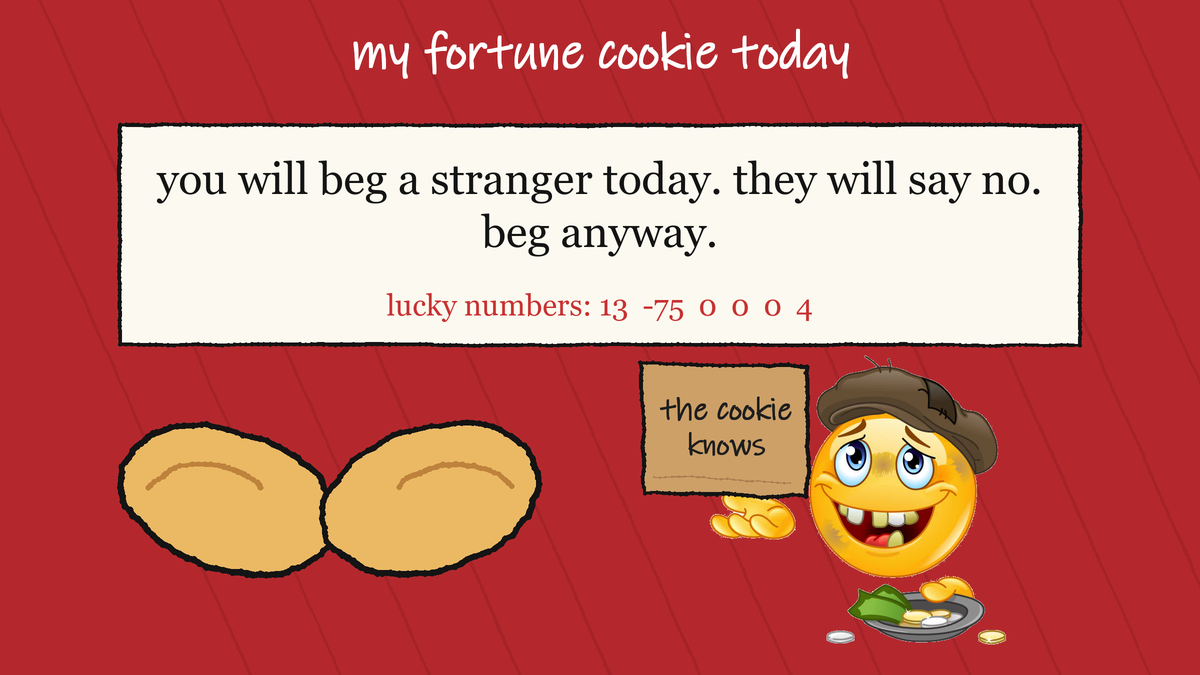 my fortune cookie today
you will beg a stranger today. they will say no.
beg anyway.
lucky numbers: 13 -75 0 0 0 4
the cookie
knows